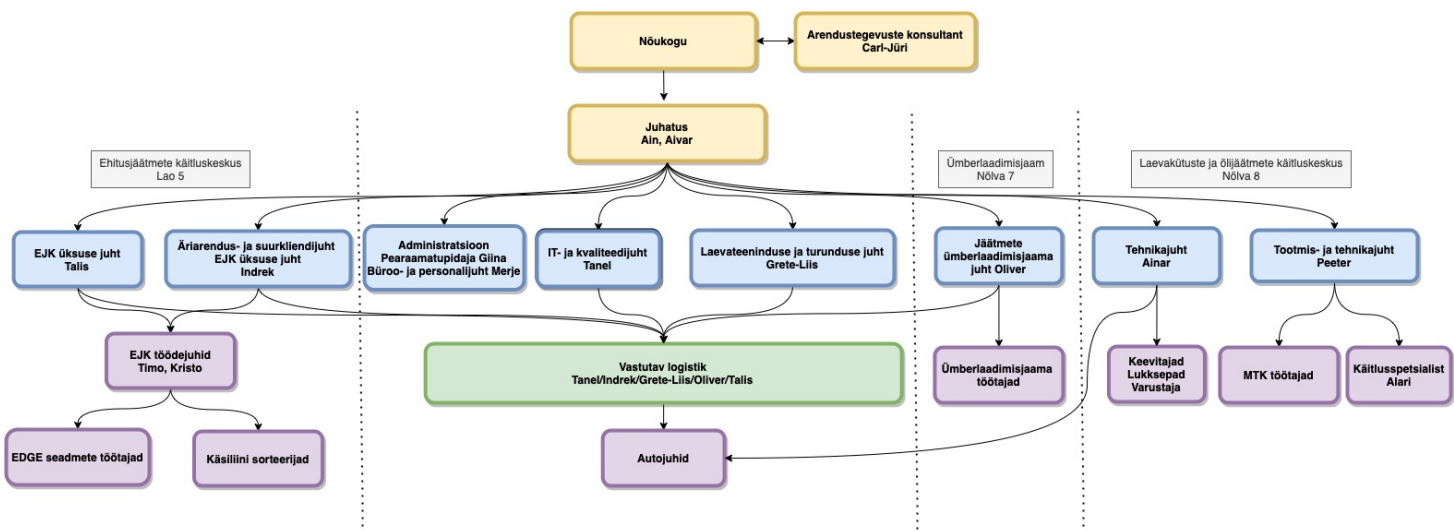 Nõukogu
Arendustegevuste konsultant
Carl-Jüri
Juhatus
Ain, Aivar
Ehitusjäätmete käitluskeskus
Lao 5
Ümberlaadimisjaam
Nõlva 7
Laevakütuste ja õlijäätmete käitluskeskus
Nõlva 8
EJK üksuse juht
Talis
Äriarendus- ja suurkliendijuht
EJK üksuse juht
Indrek
Administratsioon
Pearaamatupidaja Giina
Büroo- ja personalijuht Merje
IT- ja kvaliteedijuht
Tanel
Laevateeninduse ja turunduse juht
Grete-Liis
Jäätmete
ümberlaadimisjaama
juht Oliver
Tehnikajuht
Ainar
Tootmis- ja tehnikajuht
Peeter
EJK töödejuhid
Timo, Kristo
Vastutav logistik
Tanel/Indrek/Grete-Liis/Oliver/Talis
Ümberlaadimisjaama
töötajad
Keevitajad
Lukksepad
Varustaja
MTK töötajad
Käitlusspetsialist
Alari
EDGE seadmete töötajad
Käsiliini sorteerijad
Autojuhid